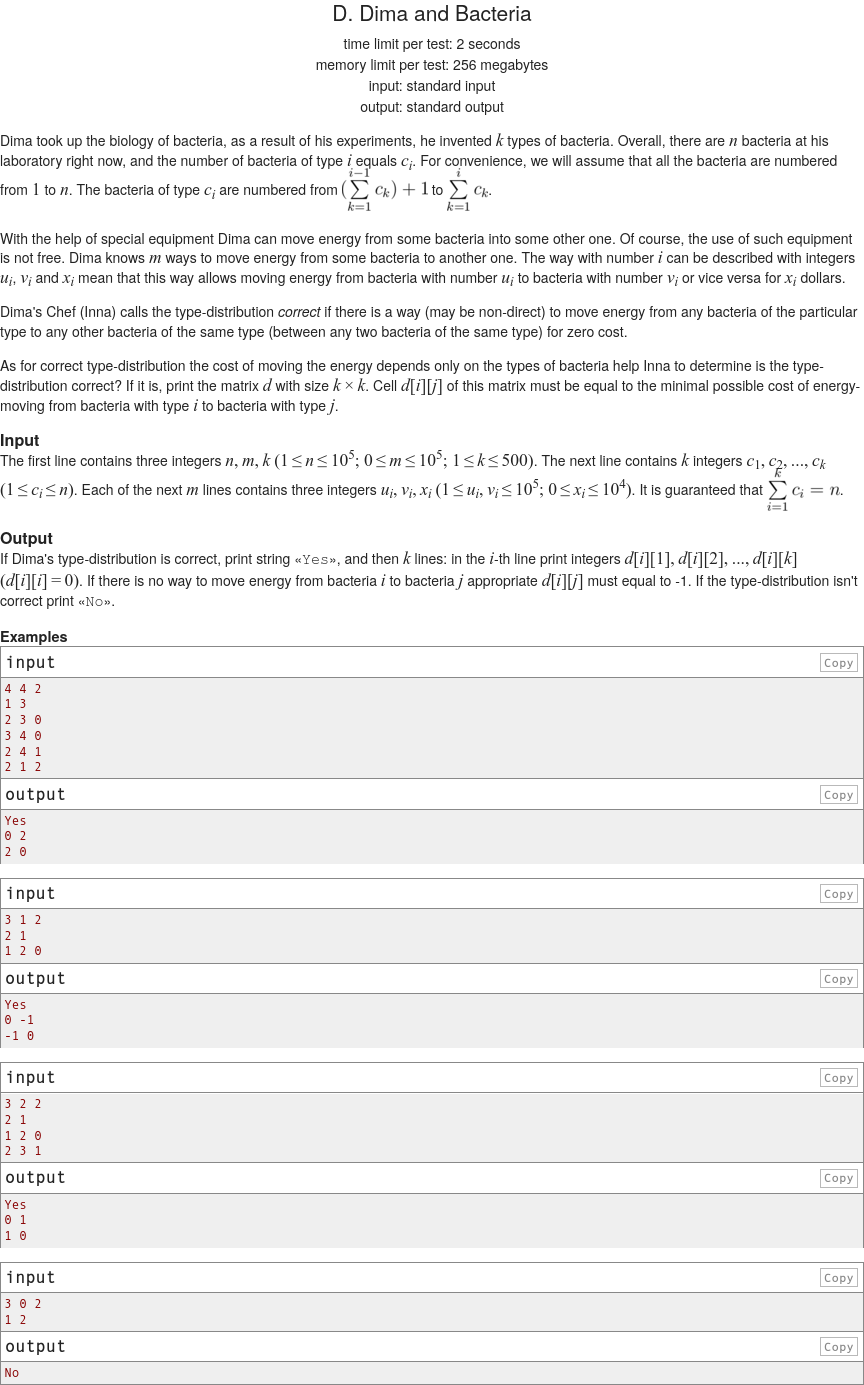 D. Dima and Bacteria
time limit per test: 2 seconds
memory limit per test: 256 megabytes
input: standard input
output: standard output
Dima took up the biology of bacteria, as a result of his experiments, he invented k types of bacteria. Overall, there are n bacteria at his
laboratory right now, and the number of bacteria of type i equals c_i. For convenience, we will assume that all the bacteria are numbered
from 1 to n. The bacteria of type c_i are numbered from (∑_{k=1}^{i−1} c_k) + 1 to ∑_{k=1}^{i} c_k.
With the help of special equipment Dima can move energy from some bacteria into some other one. Of course, the use of such equipment
is not free. Dima knows m ways to move energy from some bacteria to another one. The way with number i can be described with integers
u_i, v_i and x_i mean that this way allows moving energy from bacteria with number u_i to bacteria with number v_i or vice versa for x_i dollars.
Dima's Chef (Inna) calls the type-distribution correct if there is a way (may be non-direct) to move energy from any bacteria of the particular
type to any other bacteria of the same type (between any two bacteria of the same type) for zero cost.
As for correct type-distribution the cost of moving the energy depends only on the types of bacteria help Inna to determine is the type-
distribution correct? If it is, print the matrix d with size k × k. Cell d[i][j] of this matrix must be equal to the minimal possible cost of energy-
moving from bacteria with type i to bacteria with type j.
Input
The first line contains three integers n, m, k (1 ≤ n ≤ 10^5; 0 ≤ m ≤ 10^5; 1 ≤ k ≤ 500). The next line contains k integers c_1, c_2, ..., c_k
(1 ≤ c_i ≤ n). Each of the next m lines contains three integers u_i, v_i, x_i (1 ≤ u_i, v_i ≤ 10^5; 0 ≤ x_i ≤ 10^4). It is guaranteed that ∑_{i=1}^{k} c_i = n.
Output
If Dima's type-distribution is correct, print string «Yes», and then k lines: in the i-th line print integers d[i][1], d[i][2], ..., d[i][k]
(d[i][i] = 0). If there is no way to move energy from bacteria i to bacteria j appropriate d[i][j] must equal to -1. If the type-distribution isn't
correct print «No».
Examples
input Copy
4 4 2
1 3
2 3 0
3 4 0
2 4 1
2 1 2
output Copy
Yes
0 2
2 0
input Copy
3 1 2
2 1
1 2 0
output Copy
Yes
0 -1
-1 0
input Copy
3 2 2
2 1
1 2 0
2 3 1
output Copy
Yes
0 1
1 0
input Copy
3 0 2
1 2
output Copy
No